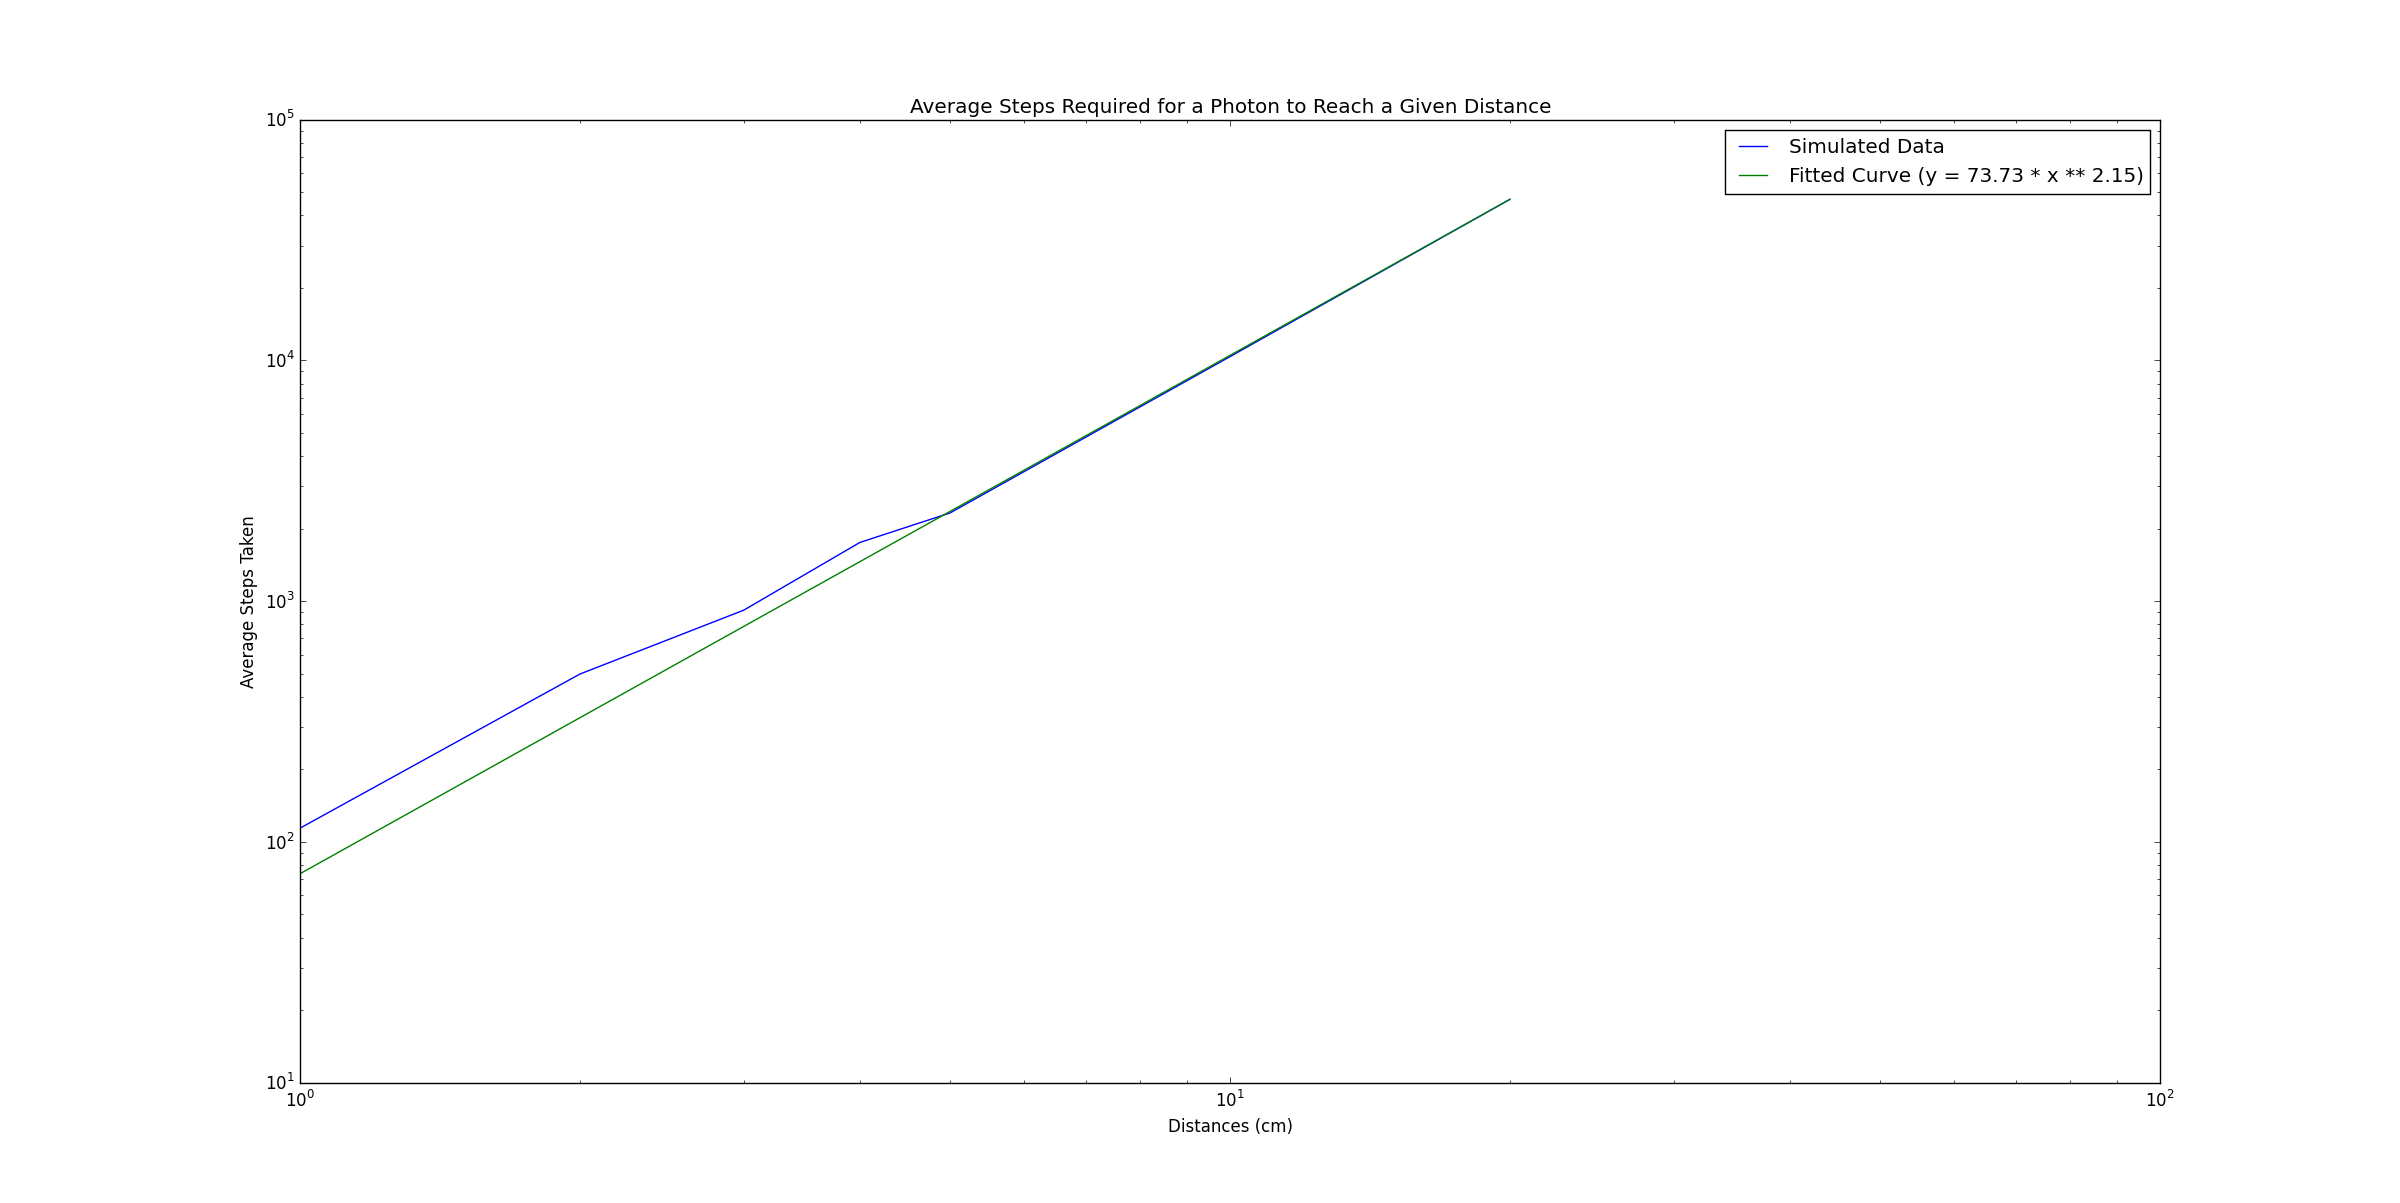 Average Steps Required for a Photon to Reach a Given Distance
Simulated Data
Fitted Curve (y = 73.73 * x ** 2.15)
10^5
10^4
10^3
10^2
10^1
Average Steps Taken
10^0
10^1
10^2
Distances (cm)